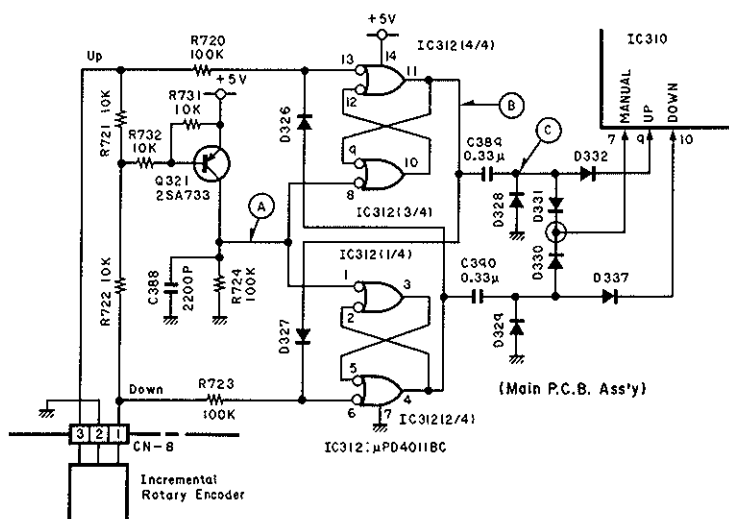 Up
R720
100K
+5V
IC312(4/4)
13
14
11
12
IC310
MANUAL
UP
DOWN
7
9
10
R721 10K
+5V
R731
10K
R732
10K
Q321
2SA733
D326
B
C389
0.33μ
C
D332
9
10
8
IC312(3/4)
D328
D331
A
D330
R722 10K
C388
2200P
R724
100K
D327
IC312(1/4)
1
3
2
C390
0.33μ
D337
D329
5
4
6
7
IC312(2/4)
Down
R723
100K
(Main P.C.B. Ass'y)
IC312:μPD4011BC
3 2 1
CN-8
Incremental
Rotary Encoder